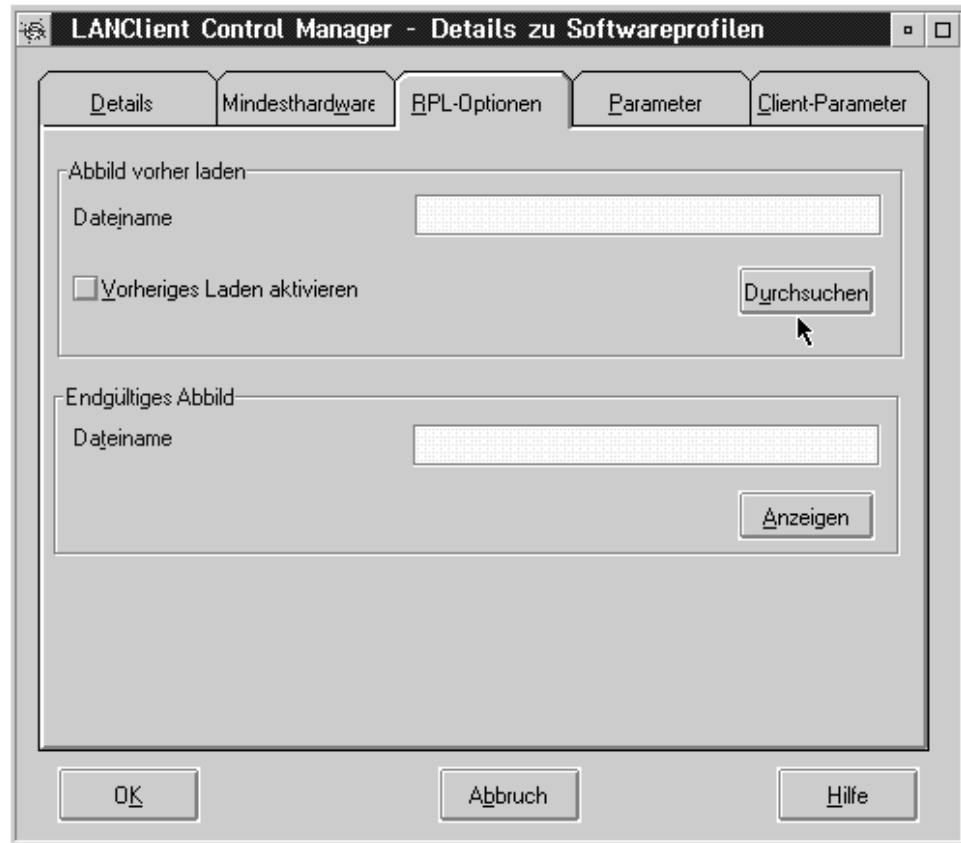 LANClient Control Manager - Details zu Softwareprofilen
Details Mindesthardware RPL-Optionen Parameter Client-Parameter
Abbild vorher laden
Dateiname
Vorheriges Laden aktivieren Durchsuchen
Endgültiges Abbild
Dateiname
Anzeigen
OK Abbruch Hilfe